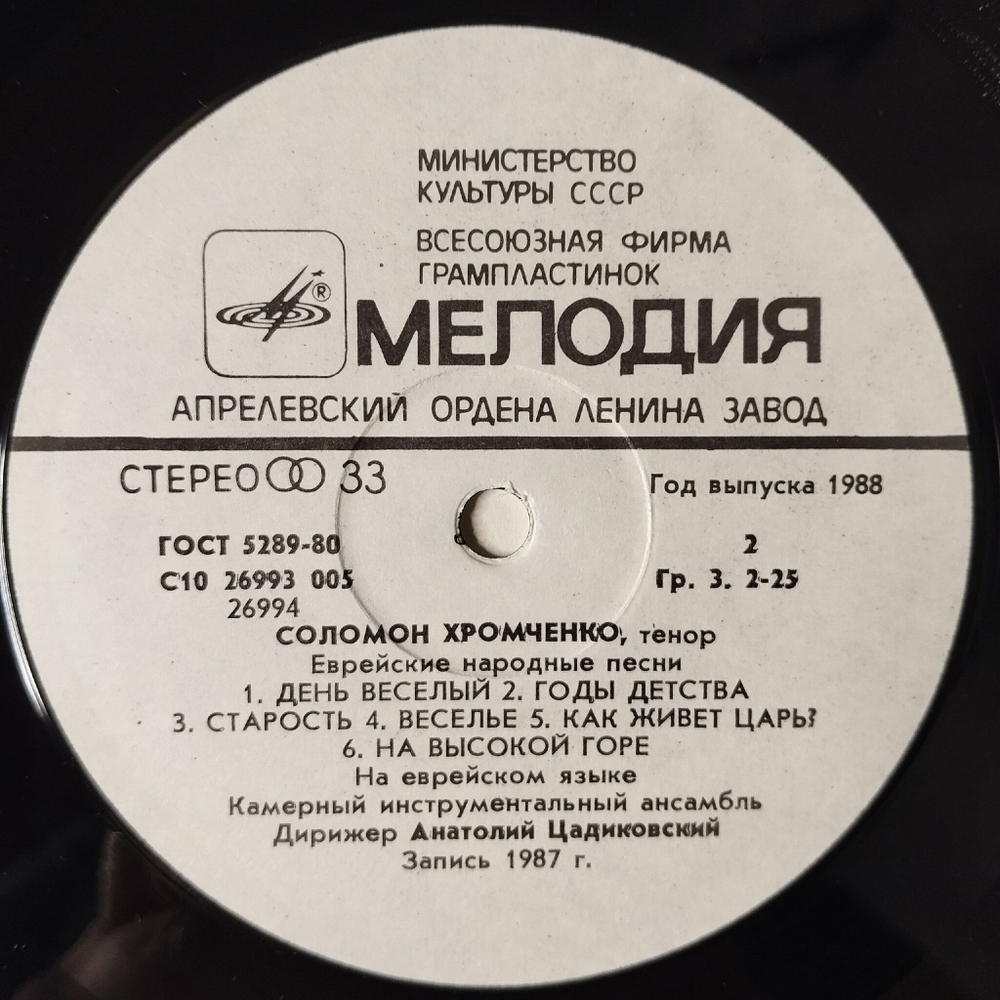 МИНИСТЕРСТВО
КУЛЬТУРЫ СССР
ВСЕСОЮЗНАЯ ФИРМА
ГРАМПЛАСТИНОК
®
МЕЛОДИЯ
АПРЕЛЕВСКИЙ ОРДЕНА ЛЕНИНА ЗАВОД
СТЕРЕО 33
Год выпуска 1988
ГОСТ 5289-80
2
С10 26993 005
Гр. 3. 2-25
26994
СОЛОМОН ХРОМЧЕНКО, тенор
Еврейские народные песни
1. ДЕНЬ ВЕСЕЛЫЙ 2. ГОДЫ ДЕТСТВА
3. СТАРОСТЬ 4. ВЕСЕЛЬЕ 5. КАК ЖИВЕТ ЦАРЬ?
6. НА ВЫСОКОЙ ГОРЕ
На еврейском языке
Камерный инструментальный ансамбль
Дирижер Анатолий Цадиковский
Запись 1987 г.